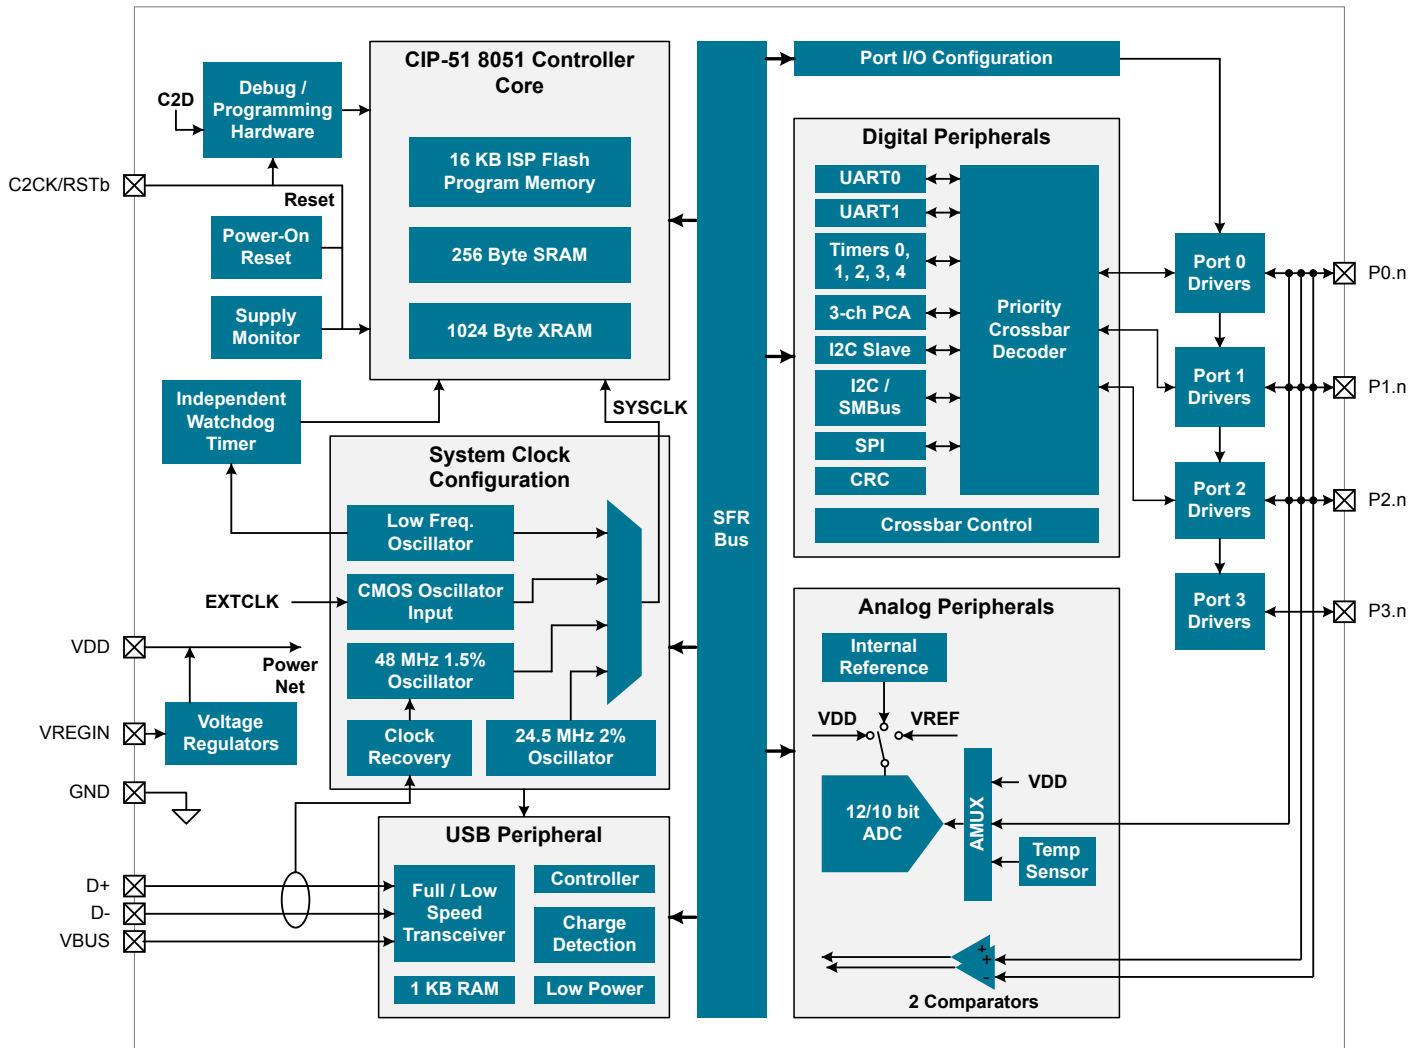 CIP-51 8051 Controller
Core
16 KB ISP Flash
Program Memory
256 Byte SRAM
1024 Byte XRAM
Debug /
Programming
Hardware
C2D
C2CK/RSTb
Reset
Power-On
Reset
Supply
Monitor
Independent
Watchdog
Timer
SYSCLK
System Clock
Configuration
Low Freq.
Oscillator
EXTCLK
CMOS Oscillator
Input
48 MHz 1.5%
Oscillator
Clock
Recovery
24.5 MHz 2%
Oscillator
VDD
Power
Net
VREGIN
Voltage
Regulators
GND
USB Peripheral
D+
D-
VBUS
Full / Low
Speed
Transceiver
1 KB RAM
Controller
Charge
Detection
Low Power
SFR
Bus
Port I/O Configuration
Digital Peripherals
UART0
UART1
Timers 0,
1, 2, 3, 4
3-ch PCA
I2C Slave
I2C /
SMBus
SPI
CRC
Priority
Crossbar
Decoder
Crossbar Control
Port 0
Drivers
P0.n
Port 1
Drivers
P1.n
Port 2
Drivers
P2.n
Port 3
Drivers
P3.n
Analog Peripherals
Internal
Reference
VDD
VREF
12/10 bit
ADC
AMUX
VDD
Temp
Sensor
+
+
-
2 Comparators